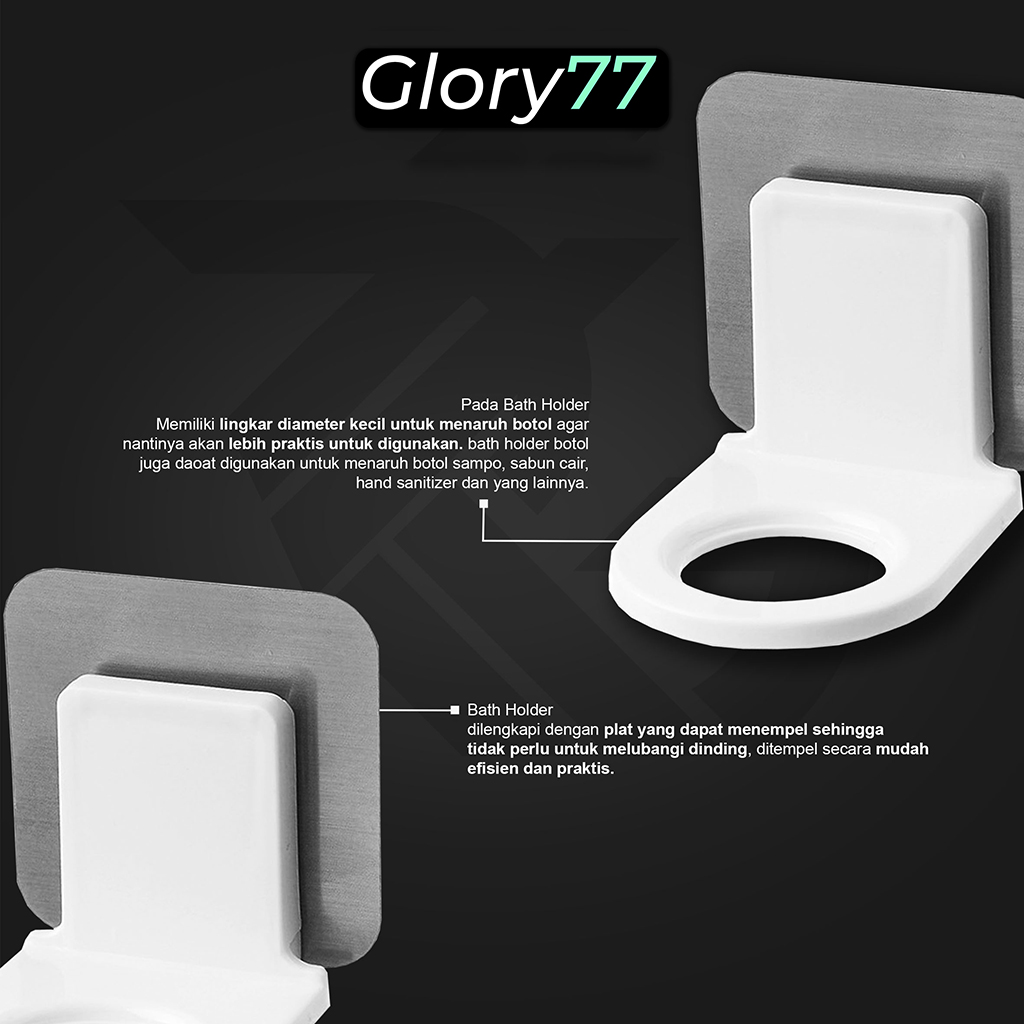 Glory77
Pada Bath Holder
Memiliki lingkar diameter kecil untuk menaruh botol agar
nantinya akan lebih praktis untuk digunakan. bath holder botol
juga daoat digunakan untuk menaruh botol sampo, sabun cair,
hand sanitizer dan yang lainnya.
Bath Holder
dilengkapi dengan plat yang dapat menempel sehingga
tidak perlu untuk melubangi dinding, ditempel secara mudah
efisien dan praktis.